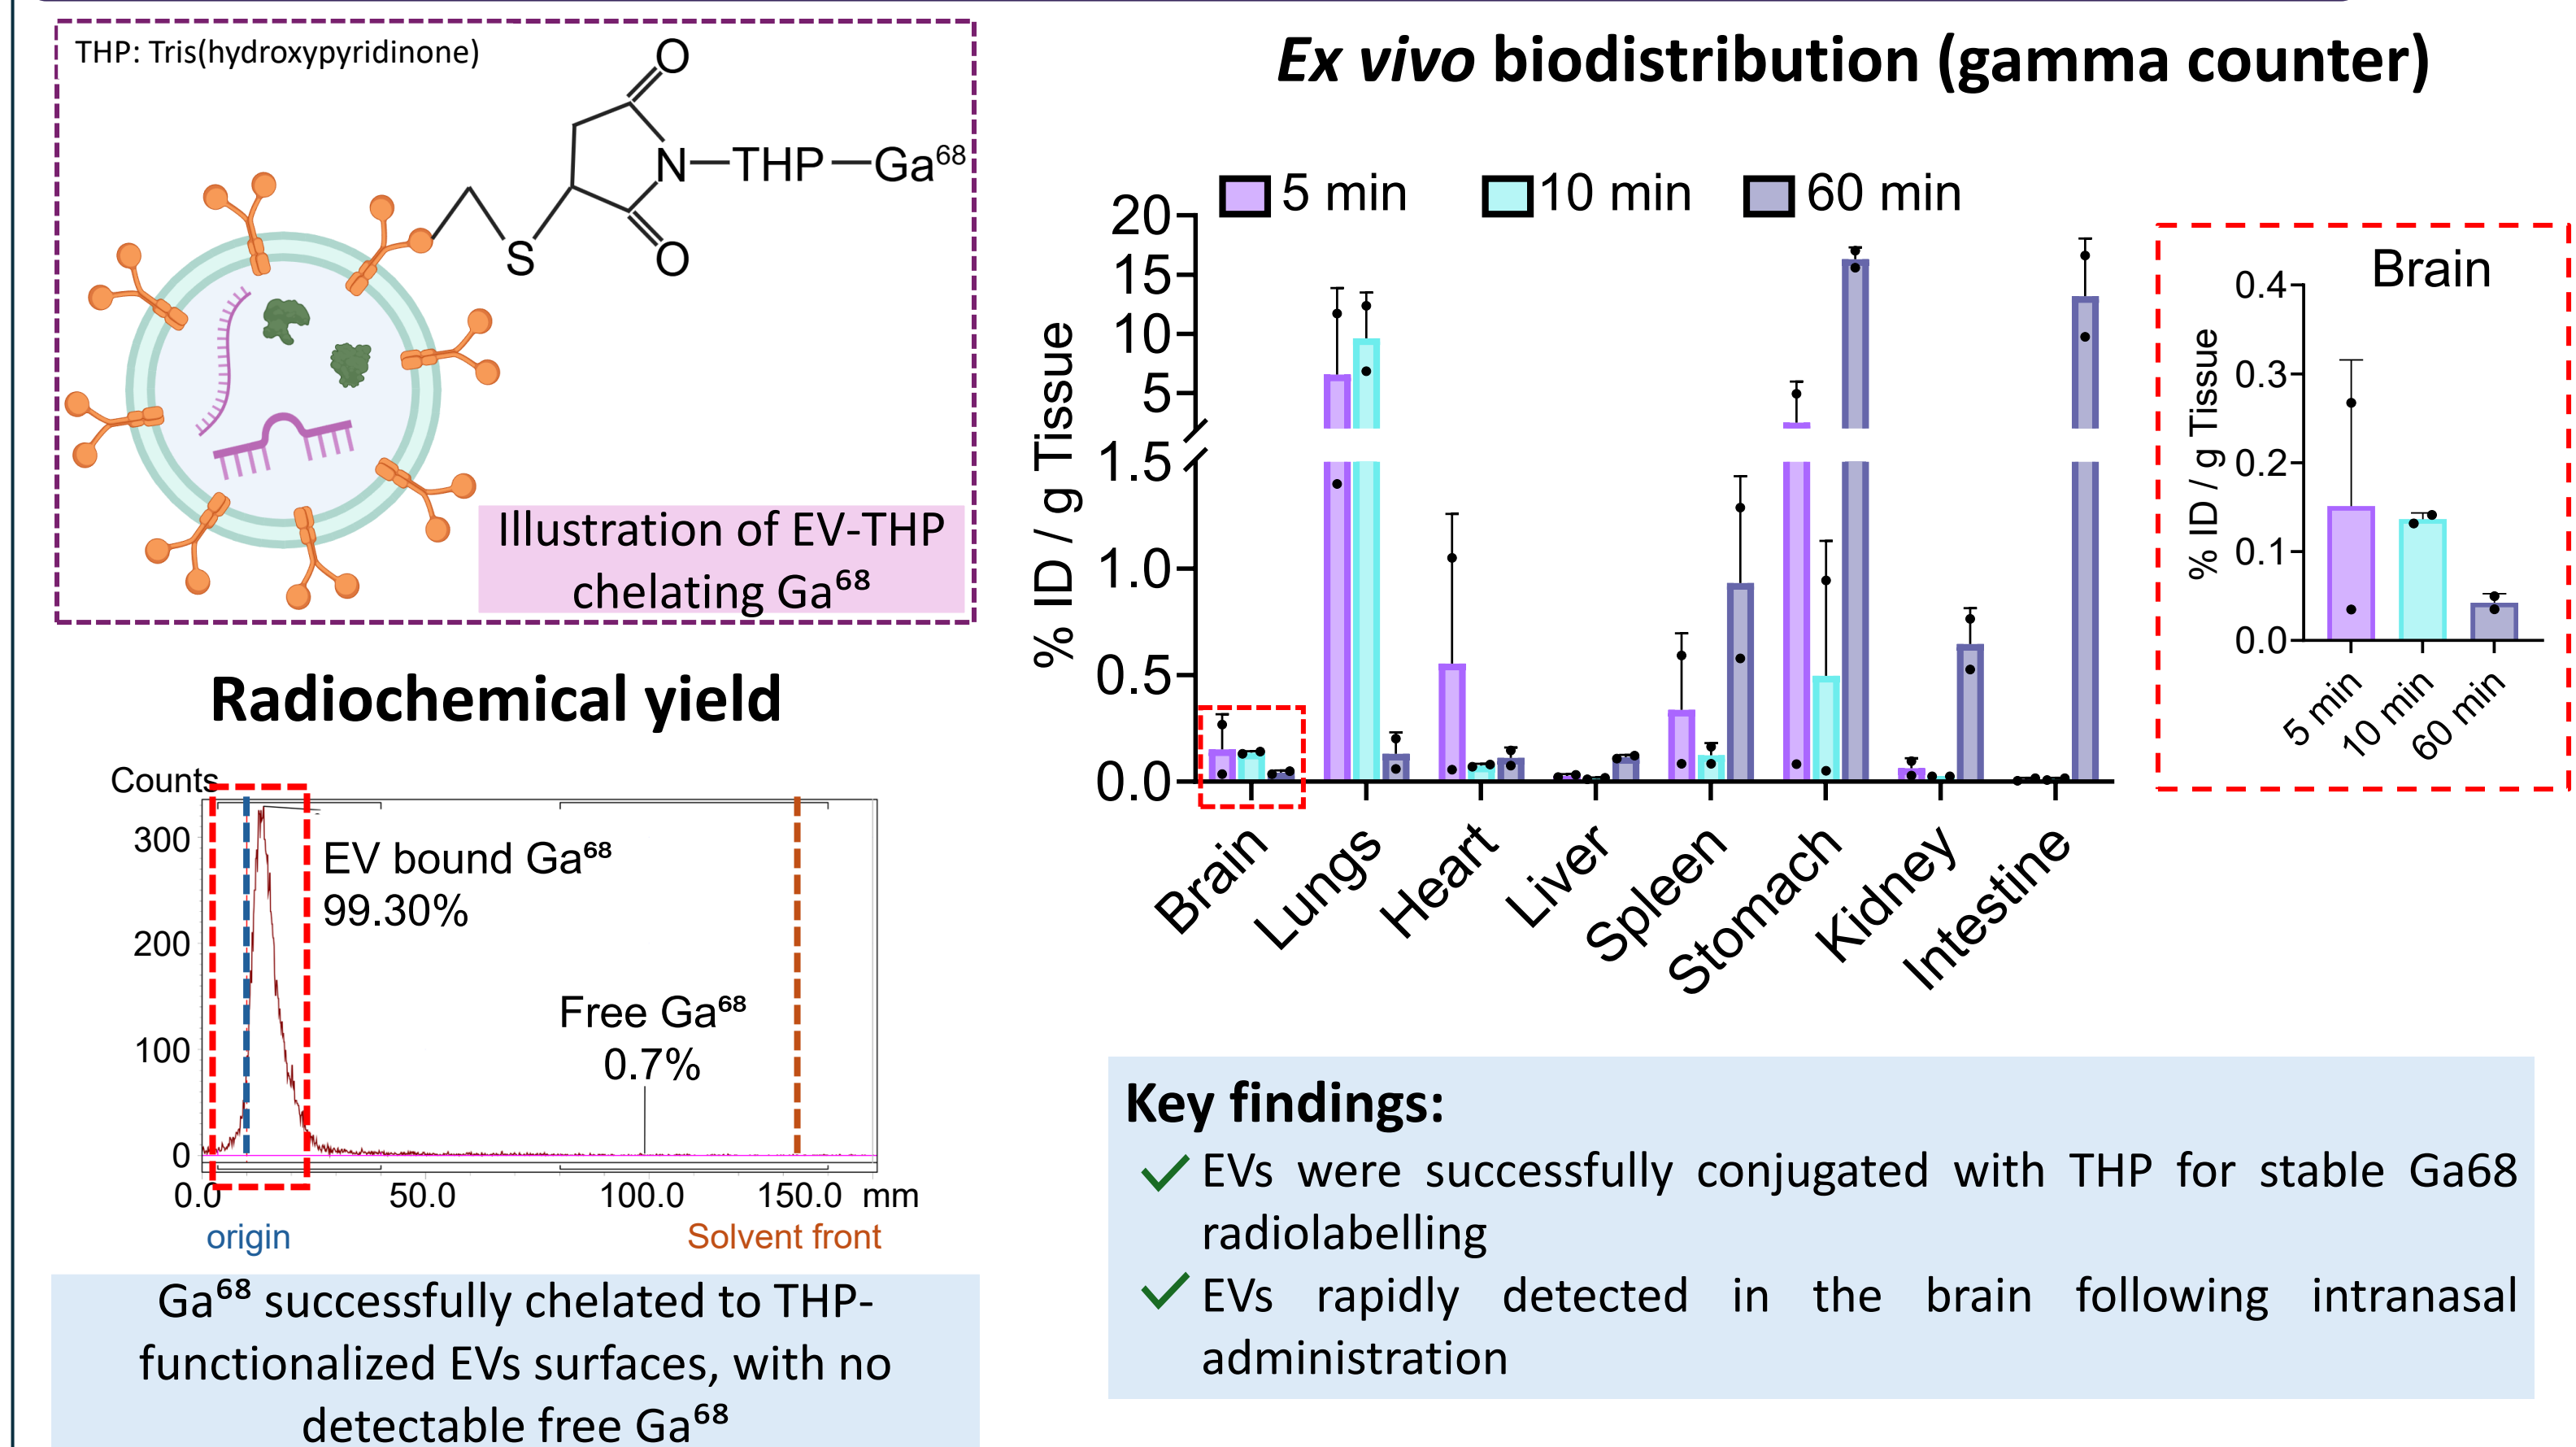 THP: Tris(hydroxypyridinone)
O
N—THP—Ga⁶⁸
S
O
Illustration of EV-THP
chelating Ga⁶⁸
Radiochemical yield
Counts
300
200
100
0
EV bound Ga⁶⁸
99.30%
Free Ga⁶⁸
0.7%
0.0 50.0 100.0 150.0 mm
origin Solvent front
Ga⁶⁸ successfully chelated to THP-
functionalized EVs surfaces, with no
detectable free Ga⁶⁸
Ex vivo biodistribution (gamma counter)
5 min 10 min 60 min
% ID / g Tissue
20
15
10
5
1.5
1.0
0.5
0.0
Brain
Lungs
Heart
Liver
Spleen
Stomach
Kidney
Intestine
Brain
% ID / g Tissue
0.4
0.3
0.2
0.1
0.0
5 min
10 min
60 min
Key findings:
EVs were successfully conjugated with THP for stable Ga68
radiolabelling
EVs rapidly detected in the brain following intranasal
administration